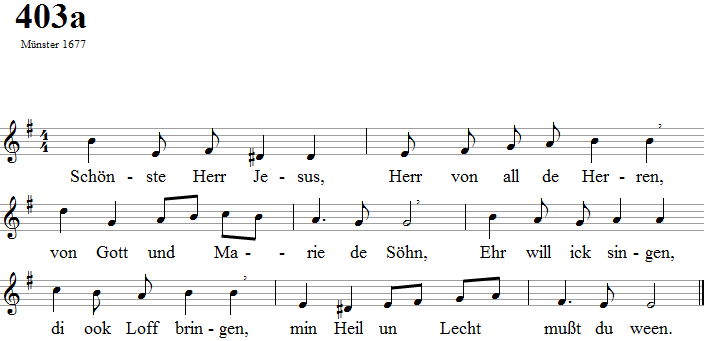 403a
Münster 1677
4
4
Schön - ste Herr Je - sus, Herr von all de Her - ren,
von Gott und Ma - - rie de Söhn, Ehr will ick sin - gen,
di ook Loff brin - gen, min Heil un Lecht mußt du ween.